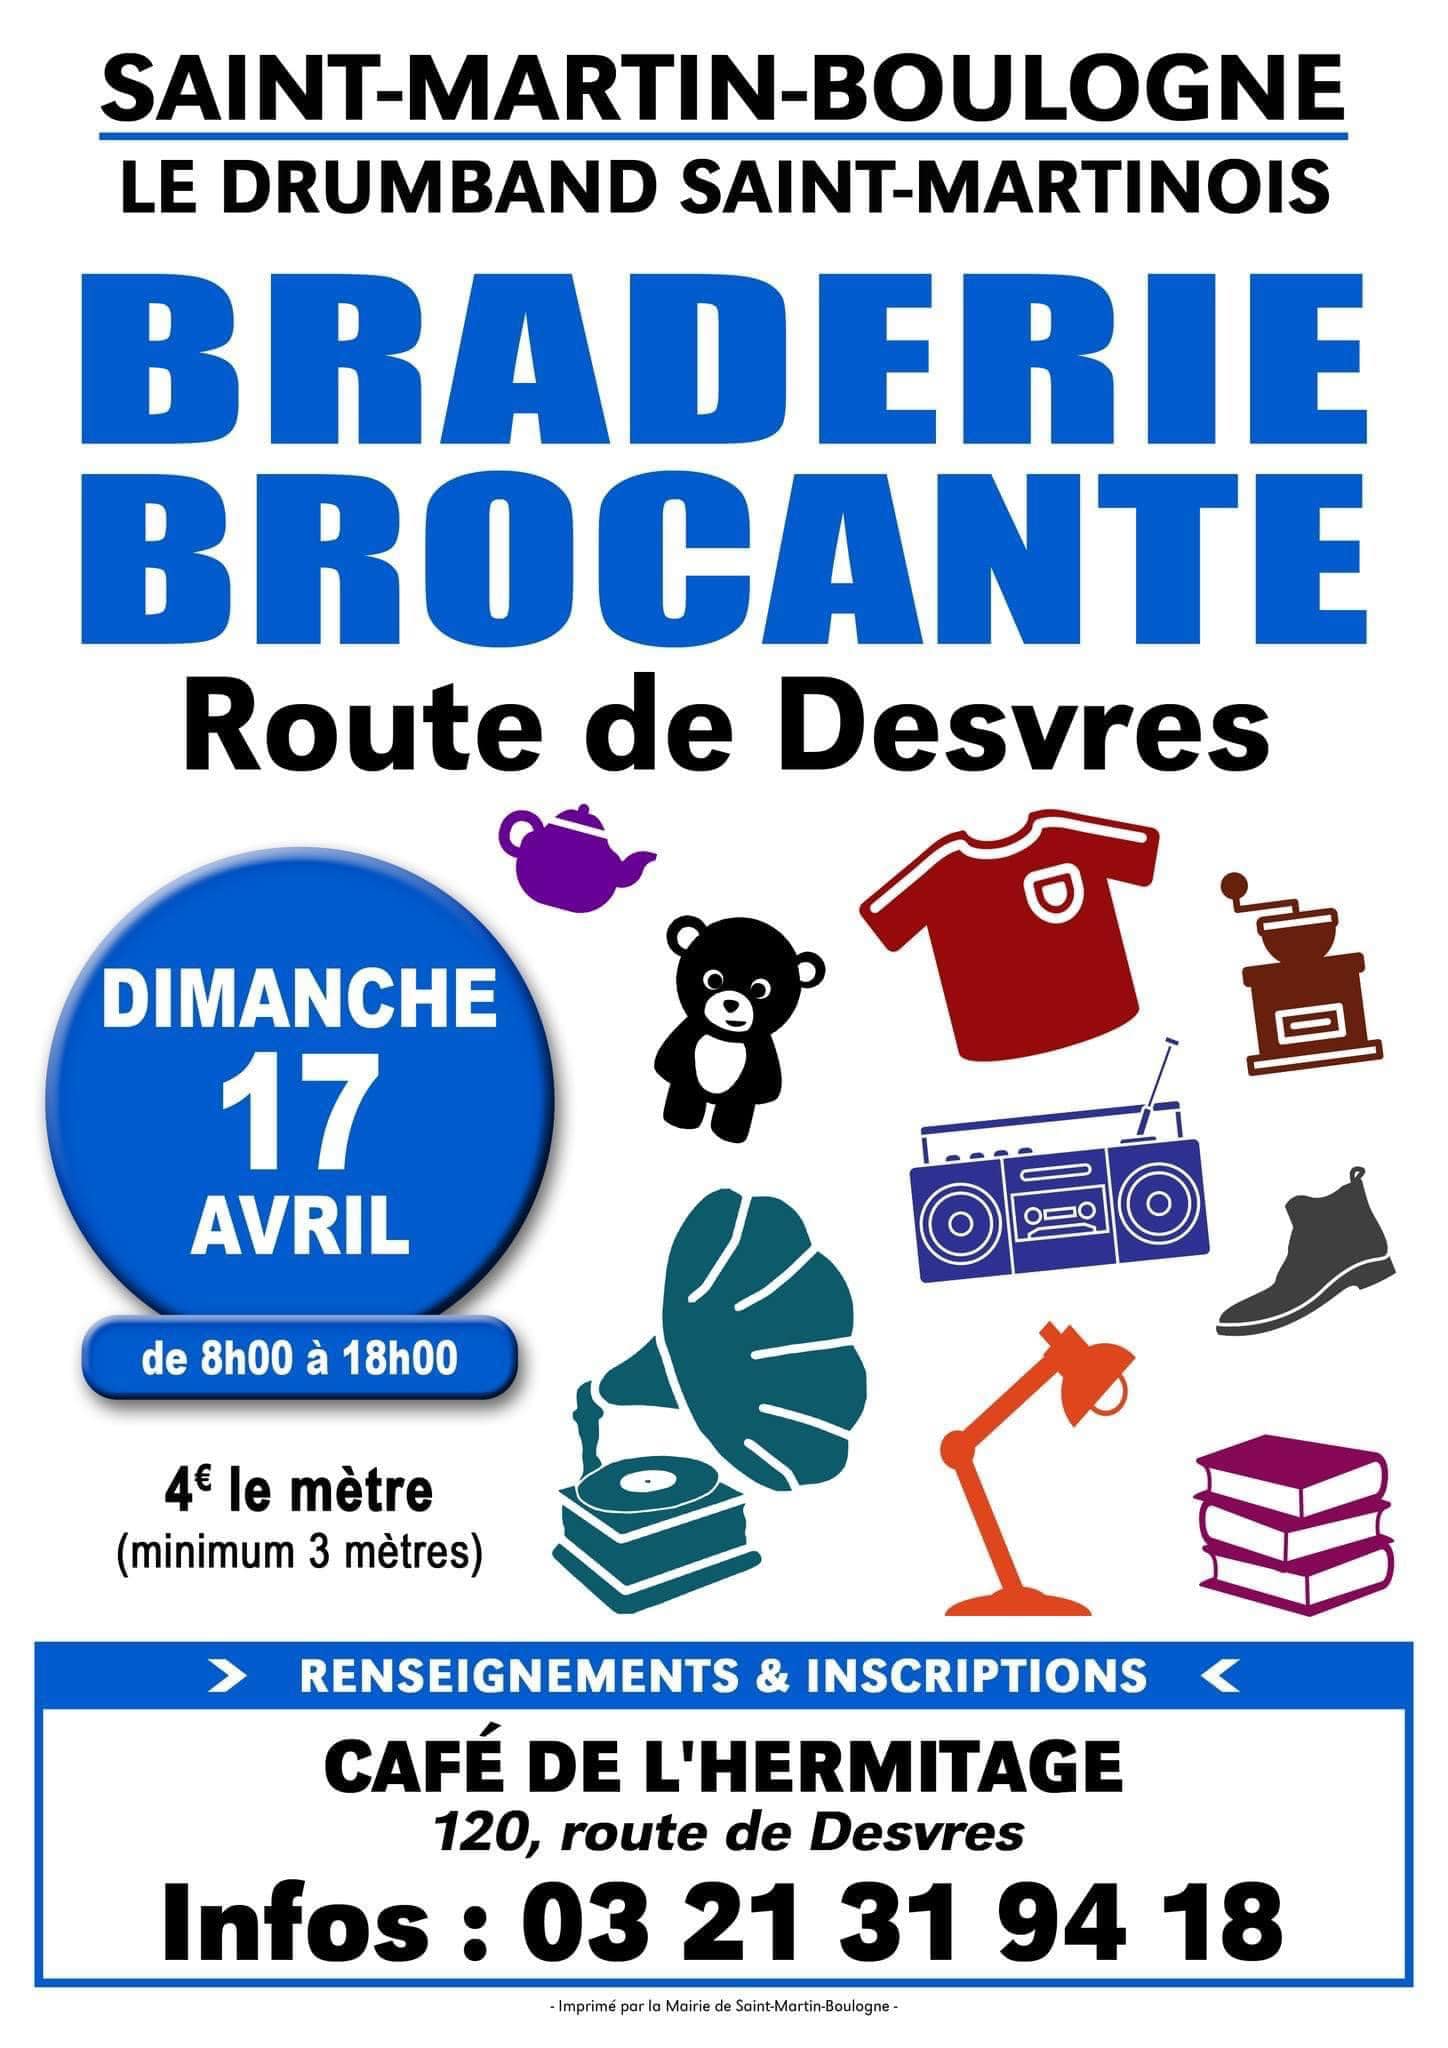 SAINT-MARTIN-BOULOGNE
LE DRUMBAND SAINT-MARTINOIS
BRADERIE
BROCANTE
Route de Desvres
DIMANCHE
17
AVRIL
de 8h00 à 18h00
4€ le mètre
(minimum 3 mètres)
RENSEIGNEMENTS & INSCRIPTIONS
CAFÉ DE L'HERMITAGE
120, route de Desvres
Infos : 03 21 31 94 18
- Imprimé par la Mairie de Saint-Martin-Boulogne -